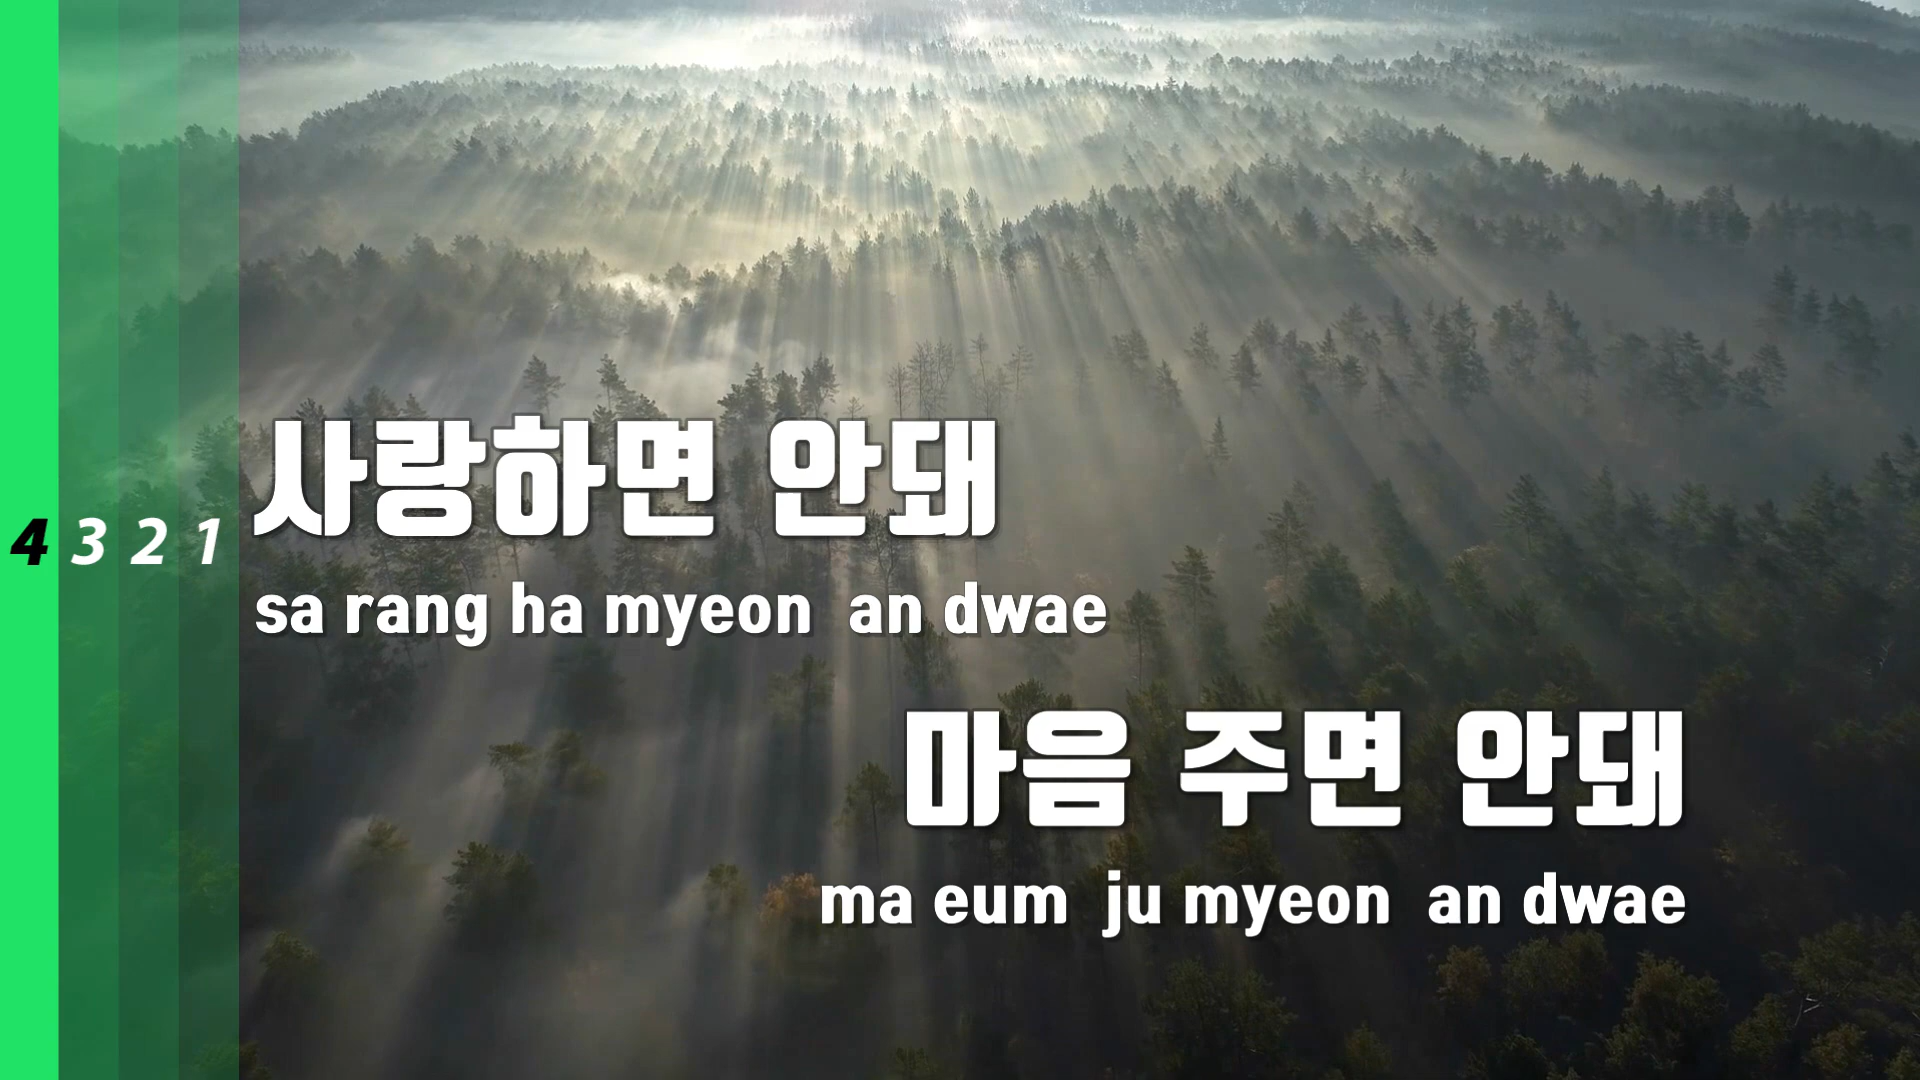 4 3 2 1
사랑하면 안돼
sa rang ha myeon an dwae
마음 주면 안돼
ma eum ju myeon an dwae